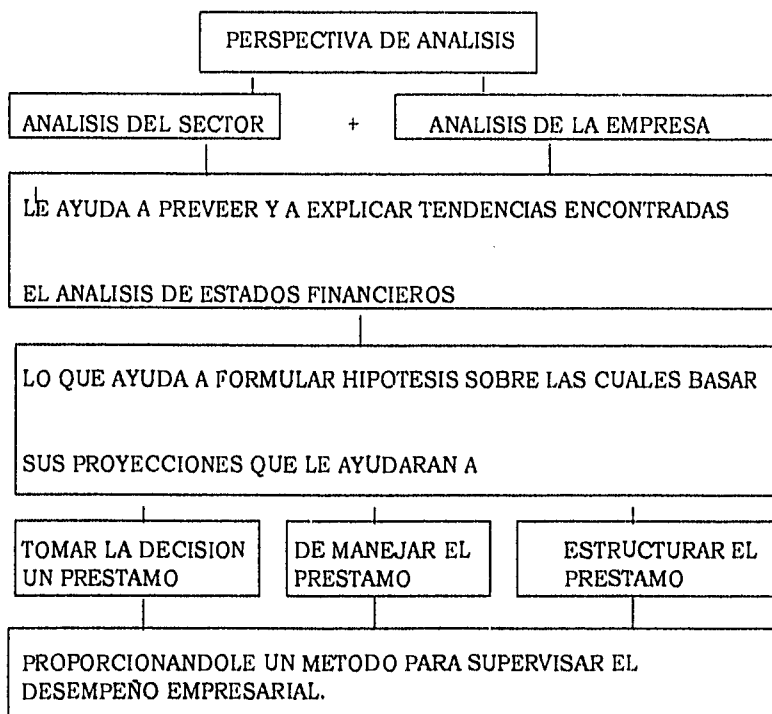 PERSPECTIVA DE ANALISIS
ANALISIS DEL SECTOR + ANALISIS DE LA EMPRESA
LE AYUDA A PREVEER Y A EXPLICAR TENDENCIAS ENCONTRADAS
EL ANALISIS DE ESTADOS FINANCIEROS
LO QUE AYUDA A FORMULAR HIPOTESIS SOBRE LAS CUALES BASAR
SUS PROYECCIONES QUE LE AYUDARAN A
TOMAR LA DECISION
UN PRESTAMO
DE MANEJAR EL
PRESTAMO
ESTRUCTURAR EL
PRESTAMO
PROPORCIONANDOLE UN METODO PARA SUPERVISAR EL
DESEMPEÑO EMPRESARIAL.